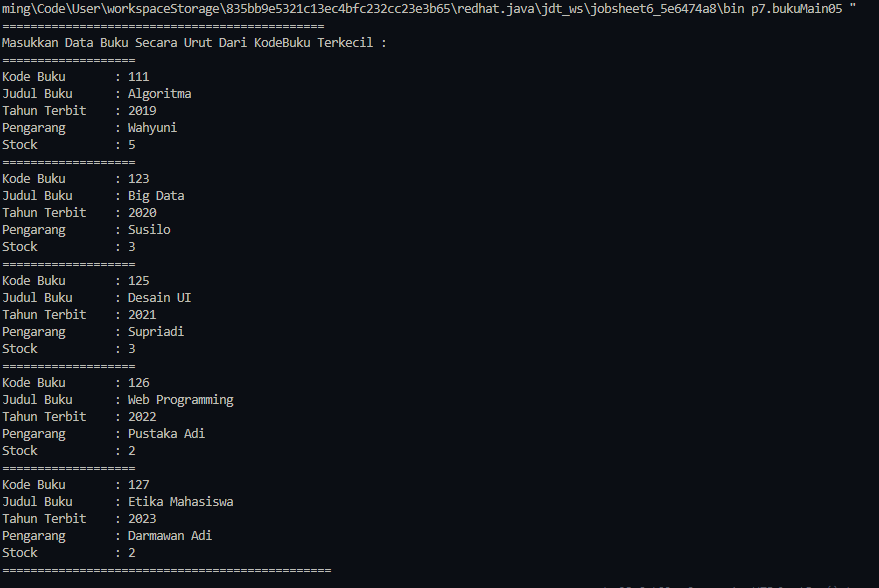 ming\Code\User\workspaceStorage\835bb9e5321c13ec4bfc232cc23e3b65\redhat.java\jdt_ws\jobsheet6_5e6474a8\bin p7.bukuMain05 "
==============================================
Masukkan Data Buku Secara Urut Dari KodeBuku Terkecil :
===================
Kode Buku       : 111
Judul Buku      : Algoritma
Tahun Terbit    : 2019
Pengarang       : Wahyuni
Stock           : 5
===================
Kode Buku       : 123
Judul Buku      : Big Data
Tahun Terbit    : 2020
Pengarang       : Susilo
Stock           : 3
===================
Kode Buku       : 125
Judul Buku      : Desain UI
Tahun Terbit    : 2021
Pengarang       : Supriadi
Stock           : 3
===================
Kode Buku       : 126
Judul Buku      : Web Programming
Tahun Terbit    : 2022
Pengarang       : Pustaka Adi
Stock           : 2
===================
Kode Buku       : 127
Judul Buku      : Etika Mahasiswa
Tahun Terbit    : 2023
Pengarang       : Darmawan Adi
Stock           : 2
===============================================